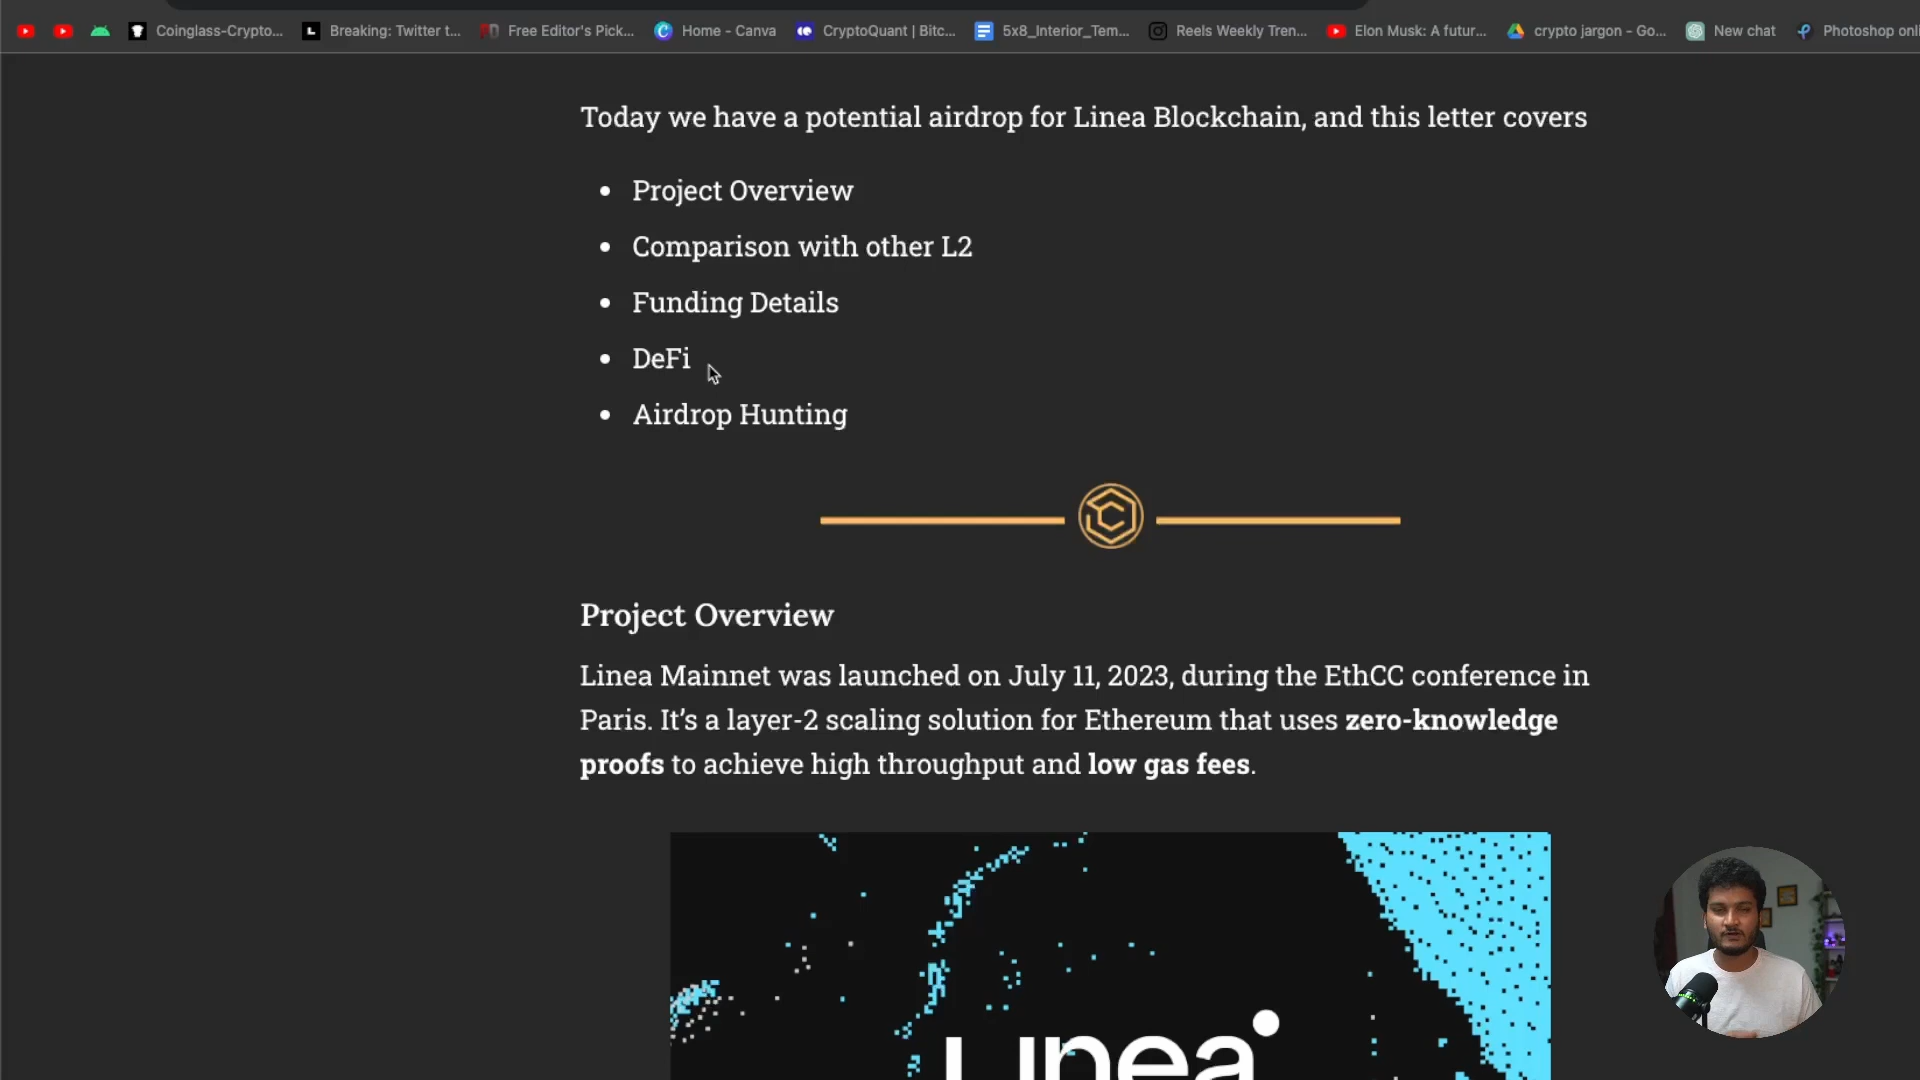 Coinglass-Crypto...
Breaking: Twitter t...
Free Editor's Pick...
Home - Canva
CryptoQuant | Bitc...
5x8_Interior_Tem...
Reels Weekly Tren...
Elon Musk: A futur...
crypto jargon - Go...
New chat
Photoshop onli
Today we have a potential airdrop for Linea Blockchain, and this letter covers
• Project Overview
• Comparison with other L2
• Funding Details
• DeFi
• Airdrop Hunting
Project Overview
Linea Mainnet was launched on July 11, 2023, during the EthCC conference in
Paris. It’s a layer-2 scaling solution for Ethereum that uses zero-knowledge
proofs to achieve high throughput and low gas fees.
Linea